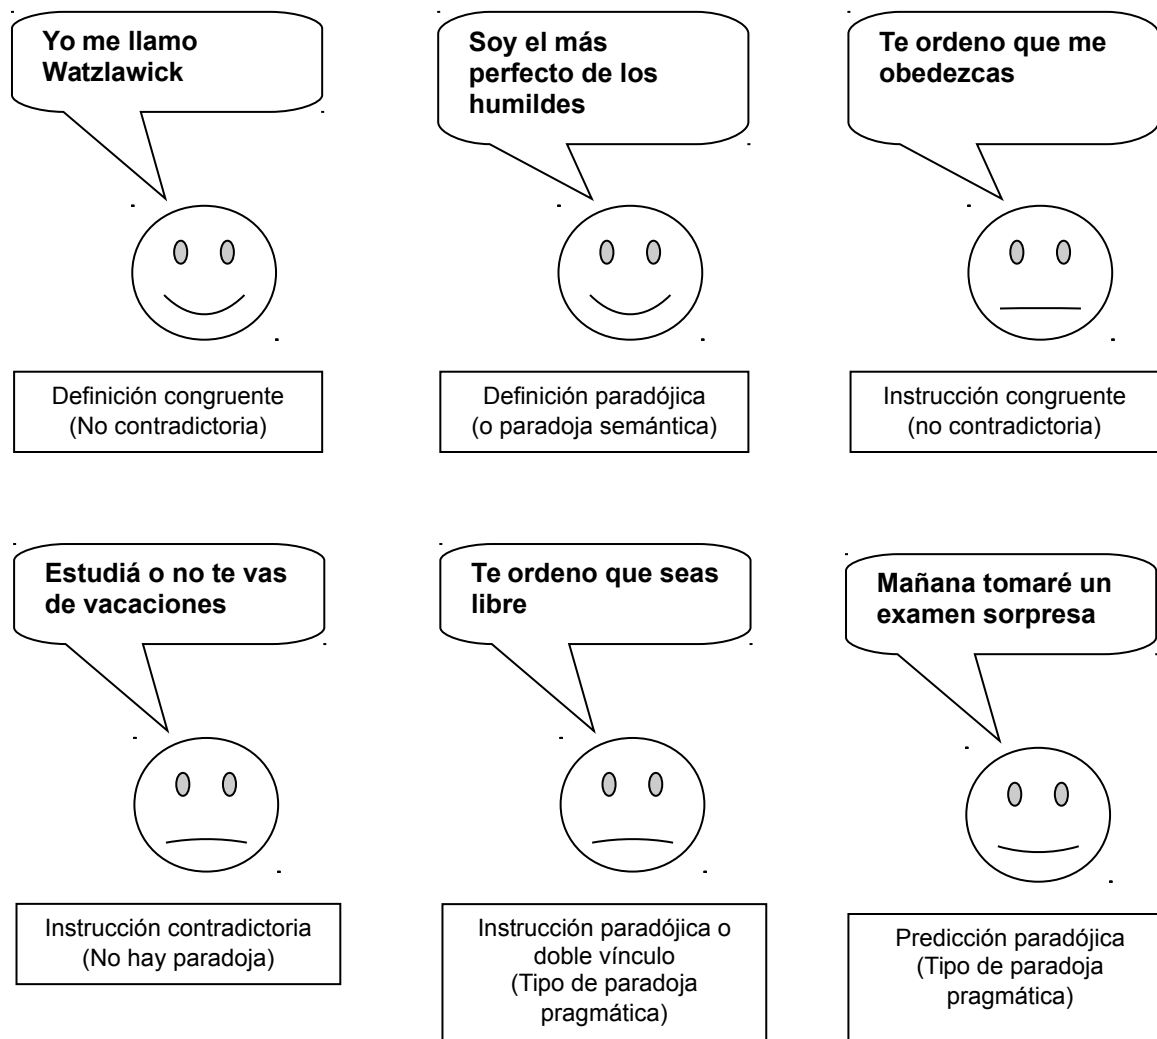 Yo me llamo
Watzlawick
Soy el más
perfecto de los
humildes
Te ordeno que me
obedezcas
Definición congruente
(No contradictoria)
Definición paradójica
(o paradoja semántica)
Instrucción congruente
(no contradictoria)
Estudiá o no te vas
de vacaciones
Te ordeno que seas
libre
Mañana tomaré un
examen sorpresa
Instrucción contradictoria
(No hay paradoja)
Instrucción paradójica o
doble vínculo
(Tipo de paradoja
pragmática)
Predicción paradójica
(Tipo de paradoja
pragmática)